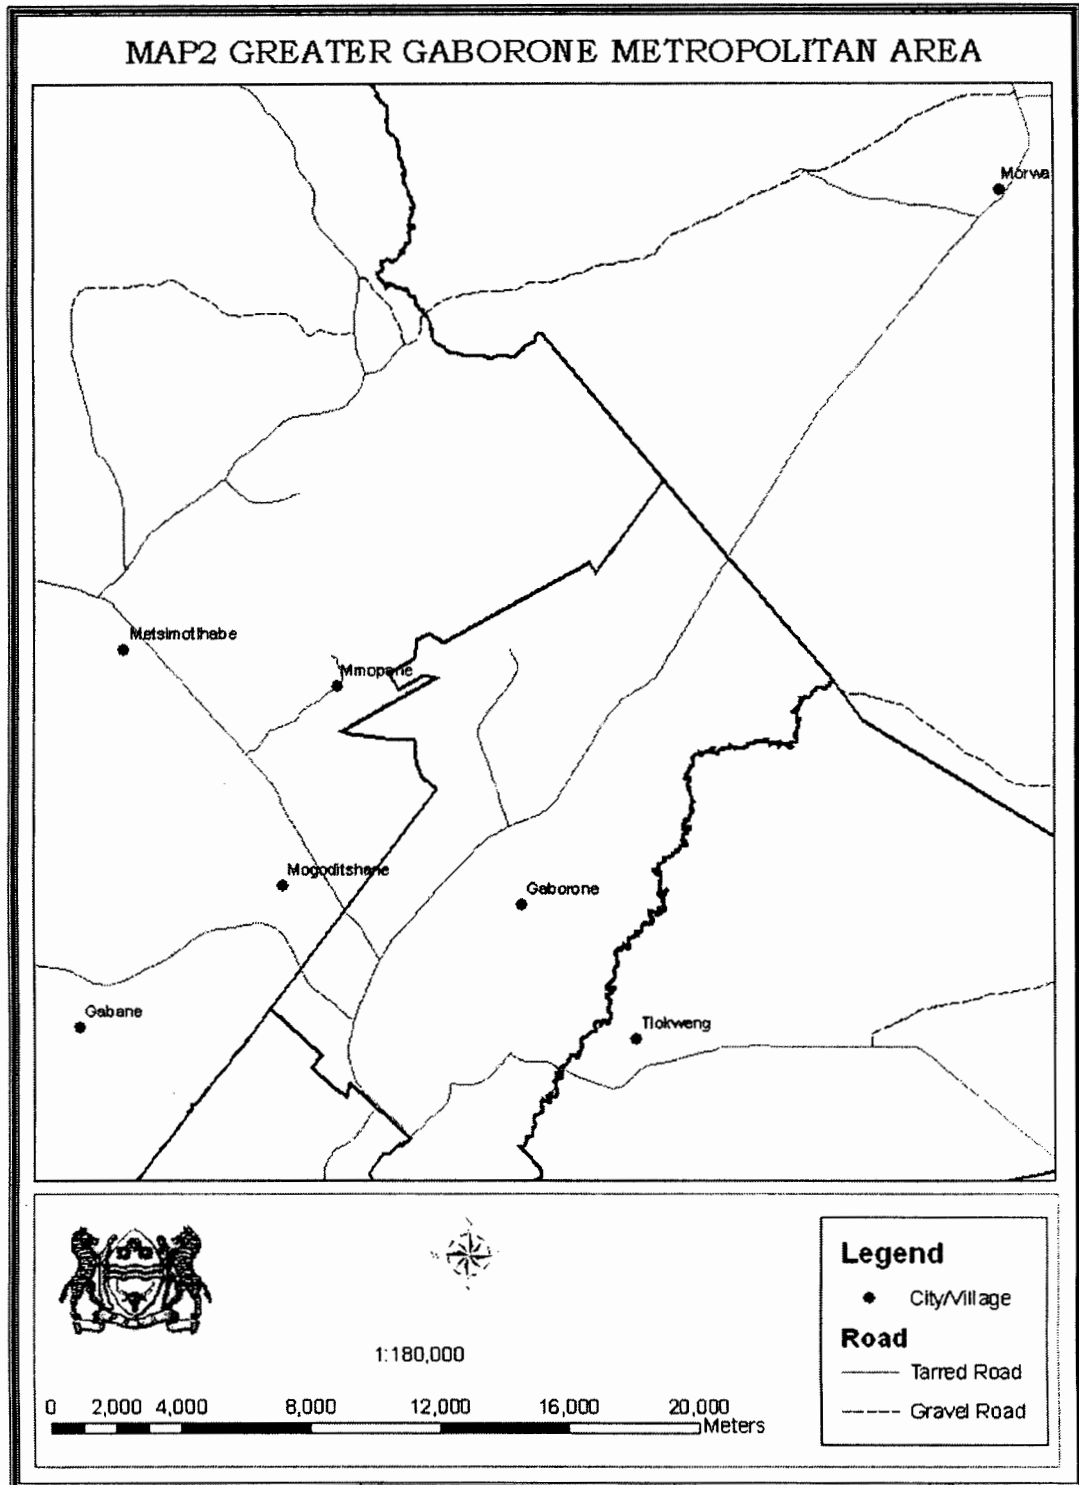 MAP2 GREATER GABORONE METROPOLITAN AREA
Morwa
Metsimotlhabe
Mmopane
Mogoditshane
Gaborone
Gabane
Tlokweng
1:180,000
0 2,000 4,000 8,000 12,000 16,000 20,000
Meters
Legend
City/Village
Road
Tarred Road
Gravel Road